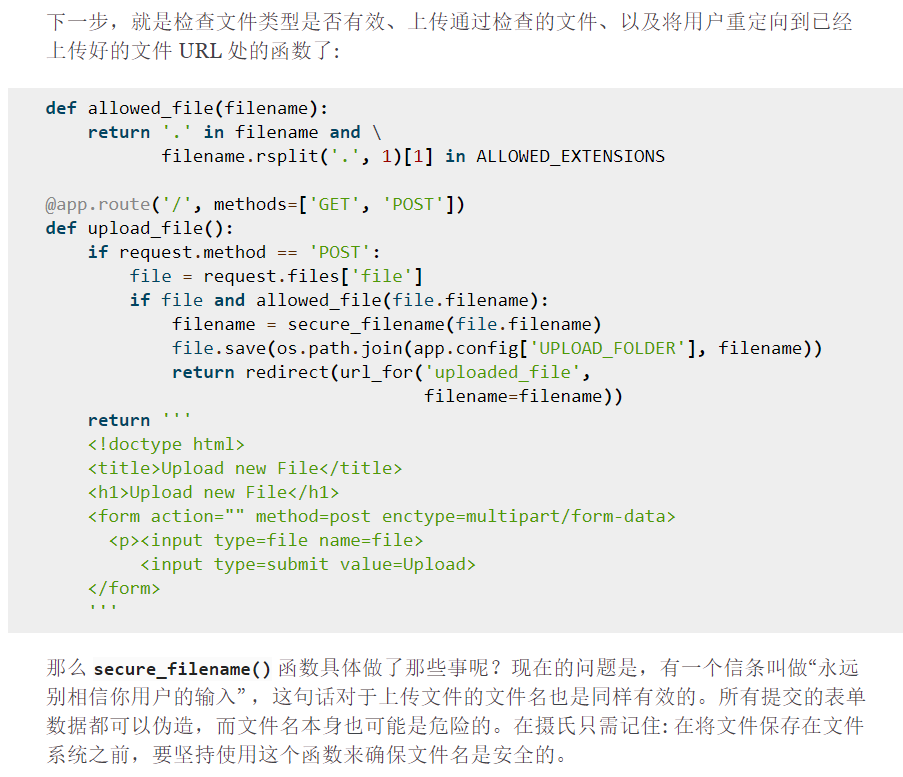 下一步，就是检查文件类型是否有效、上传通过检查的文件、以及将用户重定向到已经
上传好的文件 URL 处的函数了:
def allowed_file(filename):
    return '.' in filename and \
           filename.rsplit('.', 1)[1] in ALLOWED_EXTENSIONS
@app.route('/', methods=['GET', 'POST'])
def upload_file():
    if request.method == 'POST':
        file = request.files['file']
        if file and allowed_file(file.filename):
            filename = secure_filename(file.filename)
            file.save(os.path.join(app.config['UPLOAD_FOLDER'], filename))
            return redirect(url_for('uploaded_file',
                                    filename=filename))
    return '''
    <!doctype html>
    <title>Upload new File</title>
    <h1>Upload new File</h1>
    <form action="" method=post enctype=multipart/form-data>
      <p><input type=file name=file>
         <input type=submit value=Upload>
    </form>
    '''
那么 secure_filename() 函数具体做了那些事呢？现在的问题是，有一个信条叫做“永远
别相信你用户的输入” ，这句话对于上传文件的文件名也是同样有效的。所有提交的表单
数据都可以伪造，而文件名本身也可能是危险的。在摄氏只需记住: 在将文件保存在文件
系统之前，要坚持使用这个函数来确保文件名是安全的。